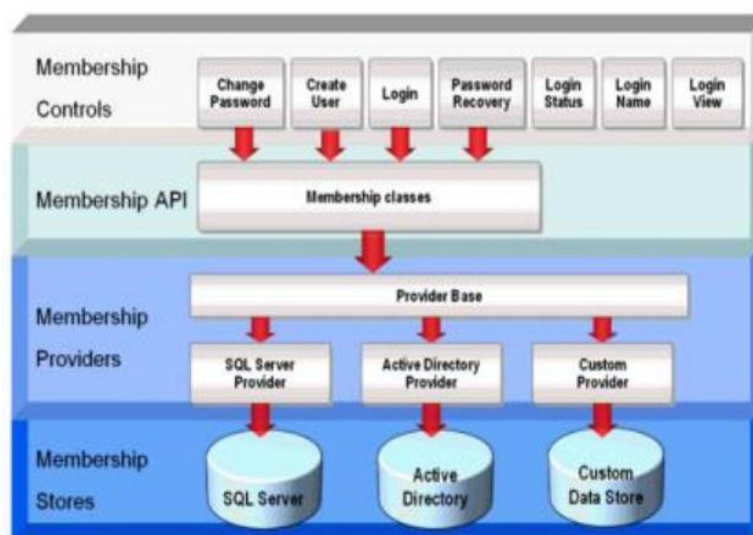 Membership
Controls
Change
Password
Create
User
Login
Password
Recovery
Login
Status
Login
Name
Login
View
Membership API
Membership classes
Membership
Providers
Provider Base
SQL Server
Provider
Active Directory
Provider
Custom
Provider
Membership
Stores
SQL Server
Active
Directory
Custom
Data Store